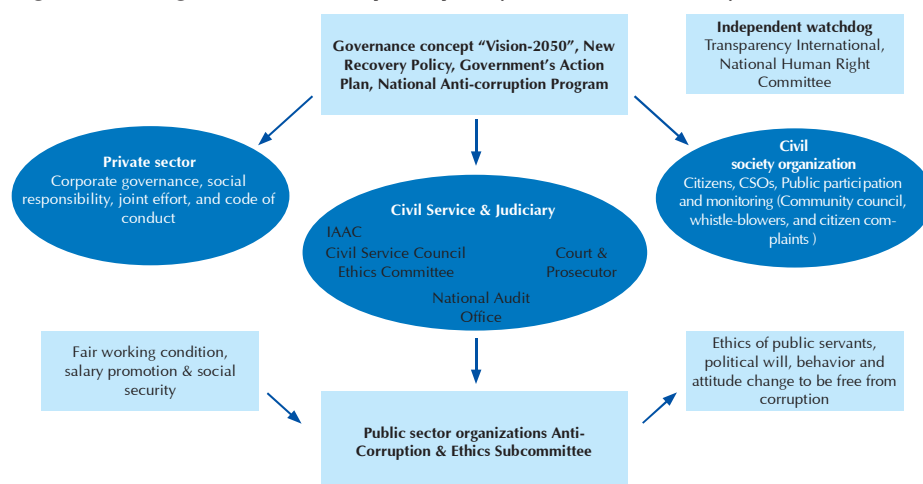 Governance concept “Vision-2050”, New
Recovery Policy, Government’s Action
Plan, National Anti-corruption Program
Independent watchdog
Transparency International,
National Human Right
Committee
Private sector
Corporate governance, social
responsibility, joint effort, and code of
conduct
Civil
society organization
Citizens, CSOs, Public participation
and monitoring (Community council,
whistle-blowers, and citizen com-
plaints )
Civil Service & Judiciary
IAAC
Civil Service Council
Ethics Committee
Court &
Prosecutor
National Audit
Office
Fair working condition,
salary promotion & social
security
Ethics of public servants,
political will, behavior and
attitude change to be free from
corruption
Public sector organizations Anti-
Corruption & Ethics Subcommittee